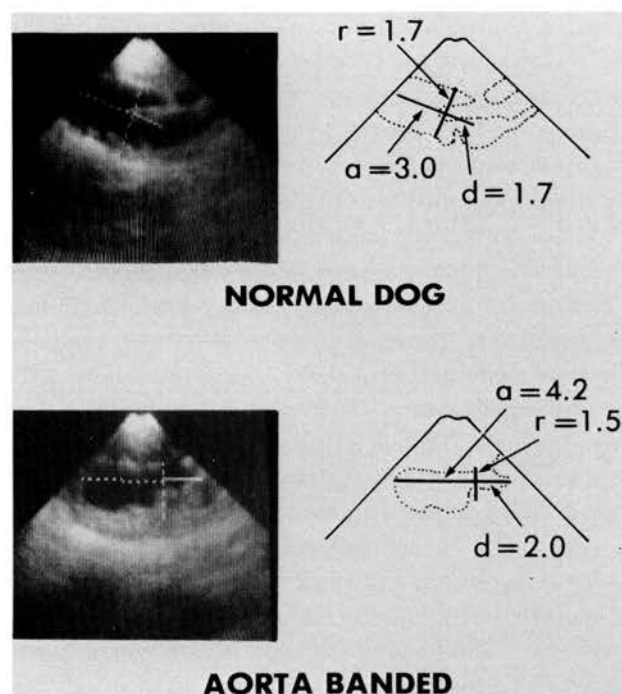 r = 1.7
a = 3.0
d = 1.7
NORMAL DOG
a = 4.2
r = 1.5
d = 2.0
AORTA BANDED